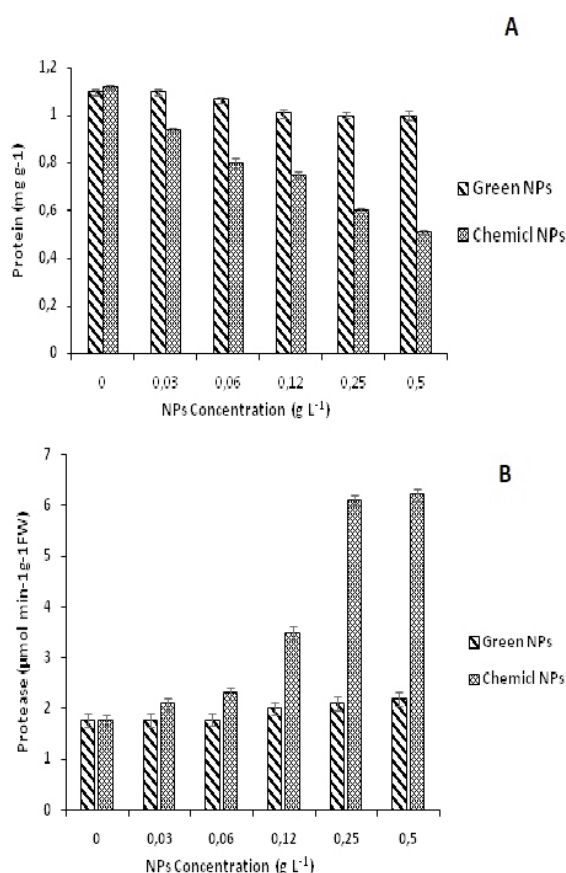 A
Protein (mg g-1)
1,2
1
0,8
0,6
0,4
0,2
0
0 0,03 0,06 0,12 0,25 0,5
NPs Concentration (g L-1)
Green NPs
Chemicl NPs
B
Protease (µmol min-1g-1FW)
7
6
5
4
3
2
1
0
0 0,03 0,06 0,12 0,25 0,5
NPs Concentration (g L-1)
Green NPs
Chemicl NPs